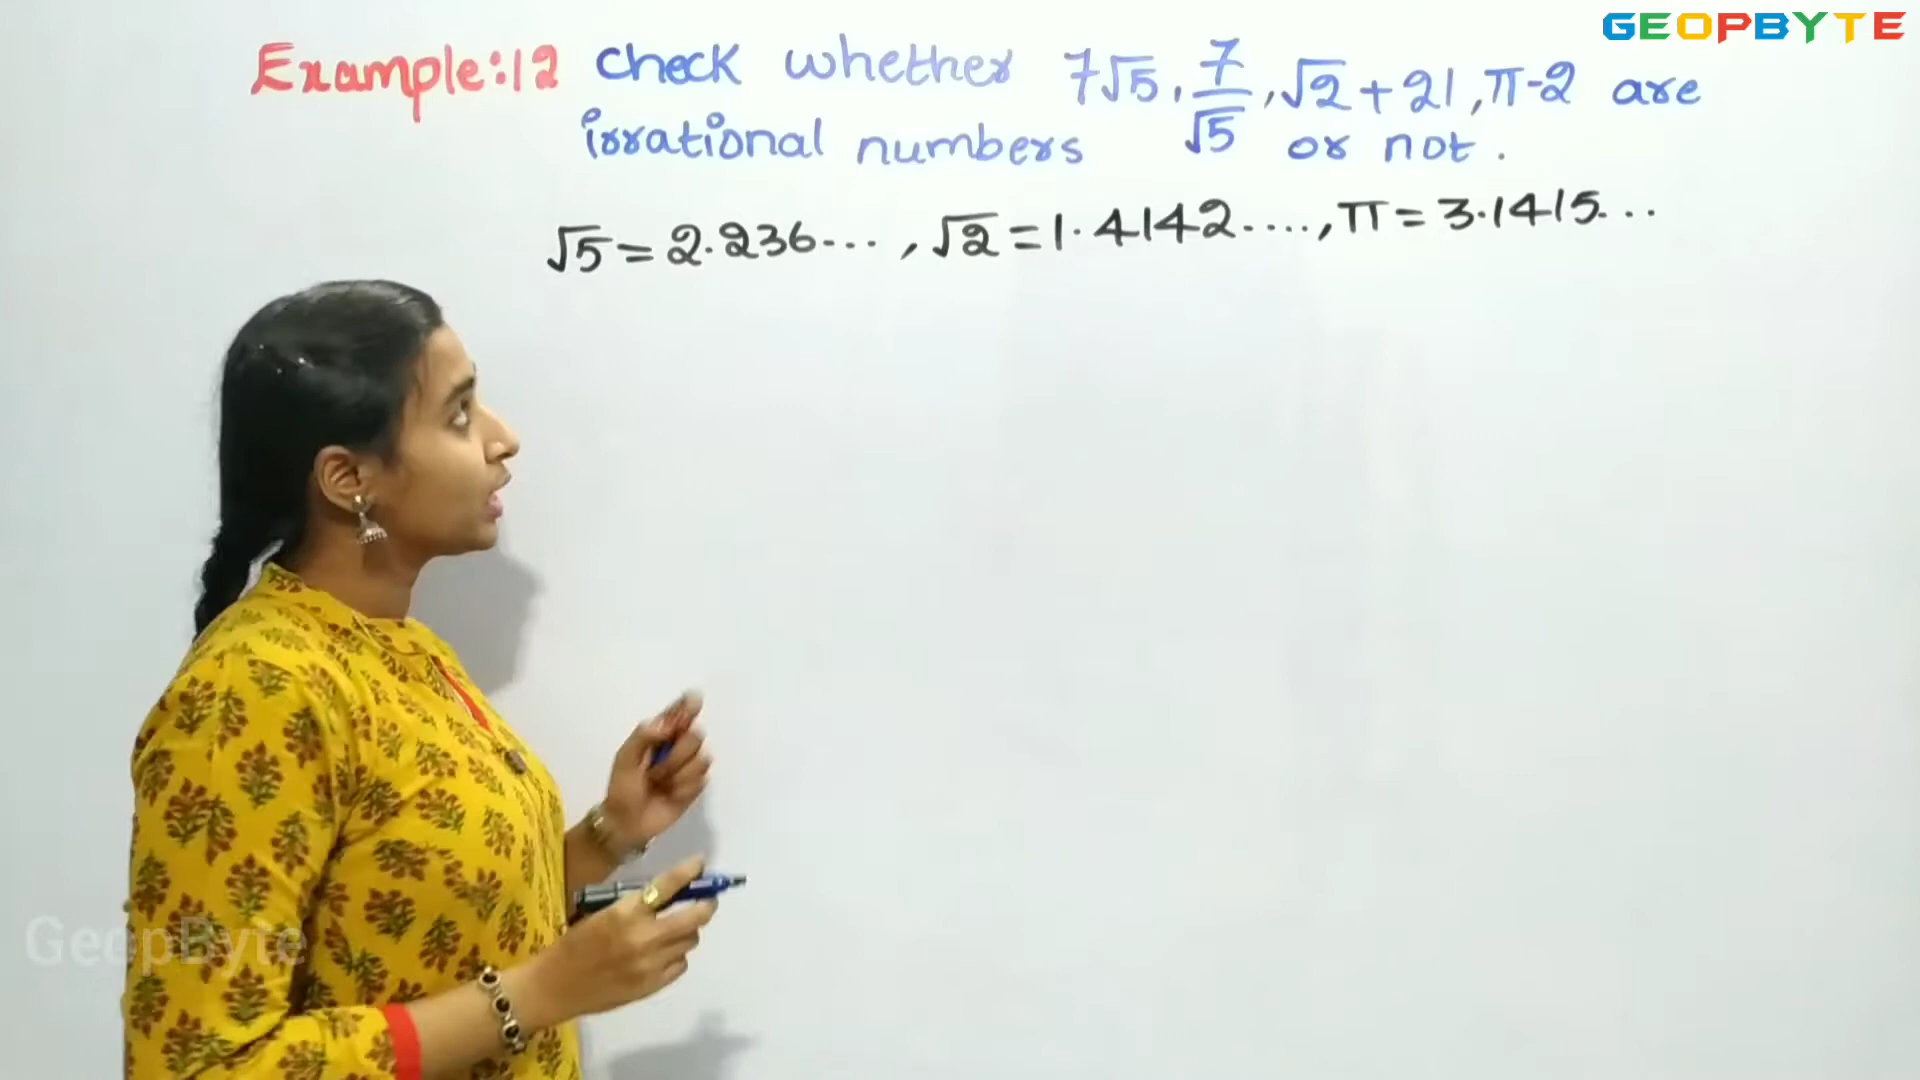 GEOPBYTE
Example:12 check whether 7√5, 7/√5, √2+21, π-2 are
irrational numbers or not.
√5=2.236..., √2=1.4142...., π=3.1415...
GeopByte